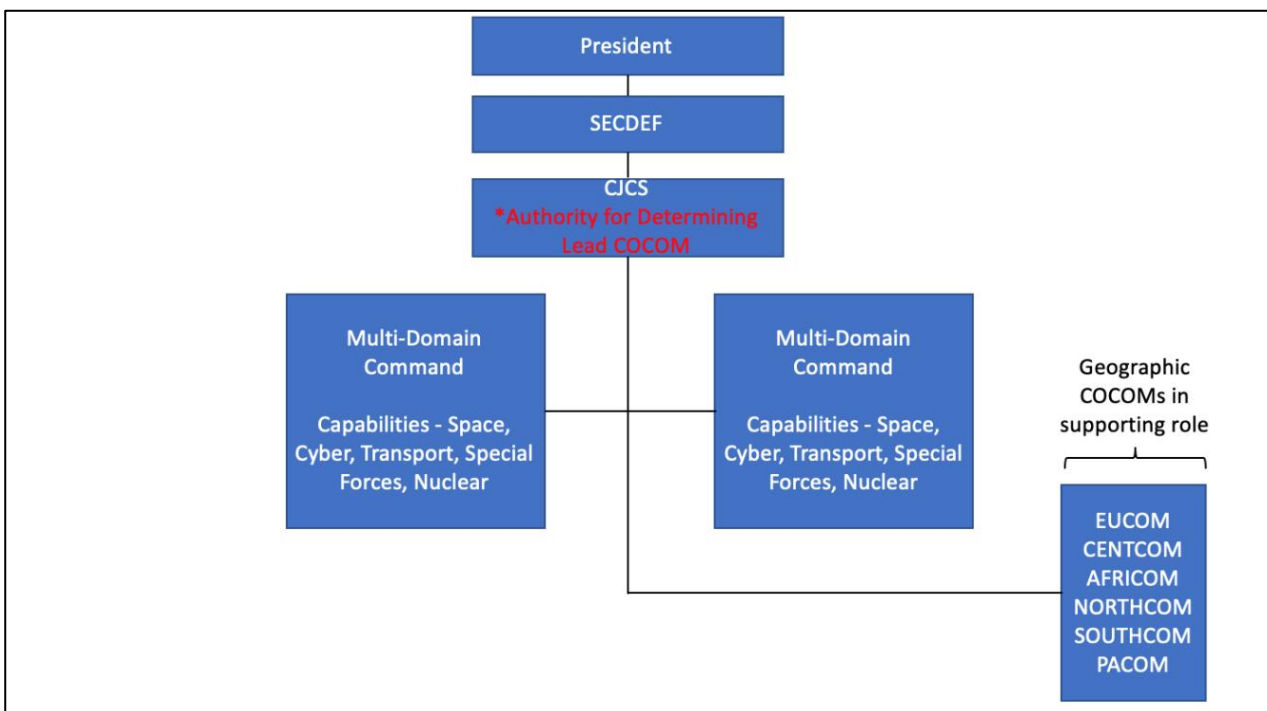 President
SECDEF
CJCS
*Authority for Determining
Lead COCOM
Multi-Domain
Command
Capabilities - Space,
Cyber, Transport, Special
Forces, Nuclear
Multi-Domain
Command
Capabilities - Space,
Cyber, Transport, Special
Forces, Nuclear
Geographic
COCOMs in
supporting role
EUCOM
CENTCOM
AFRICOM
NORTHCOM
SOUTHCOM
PACOM